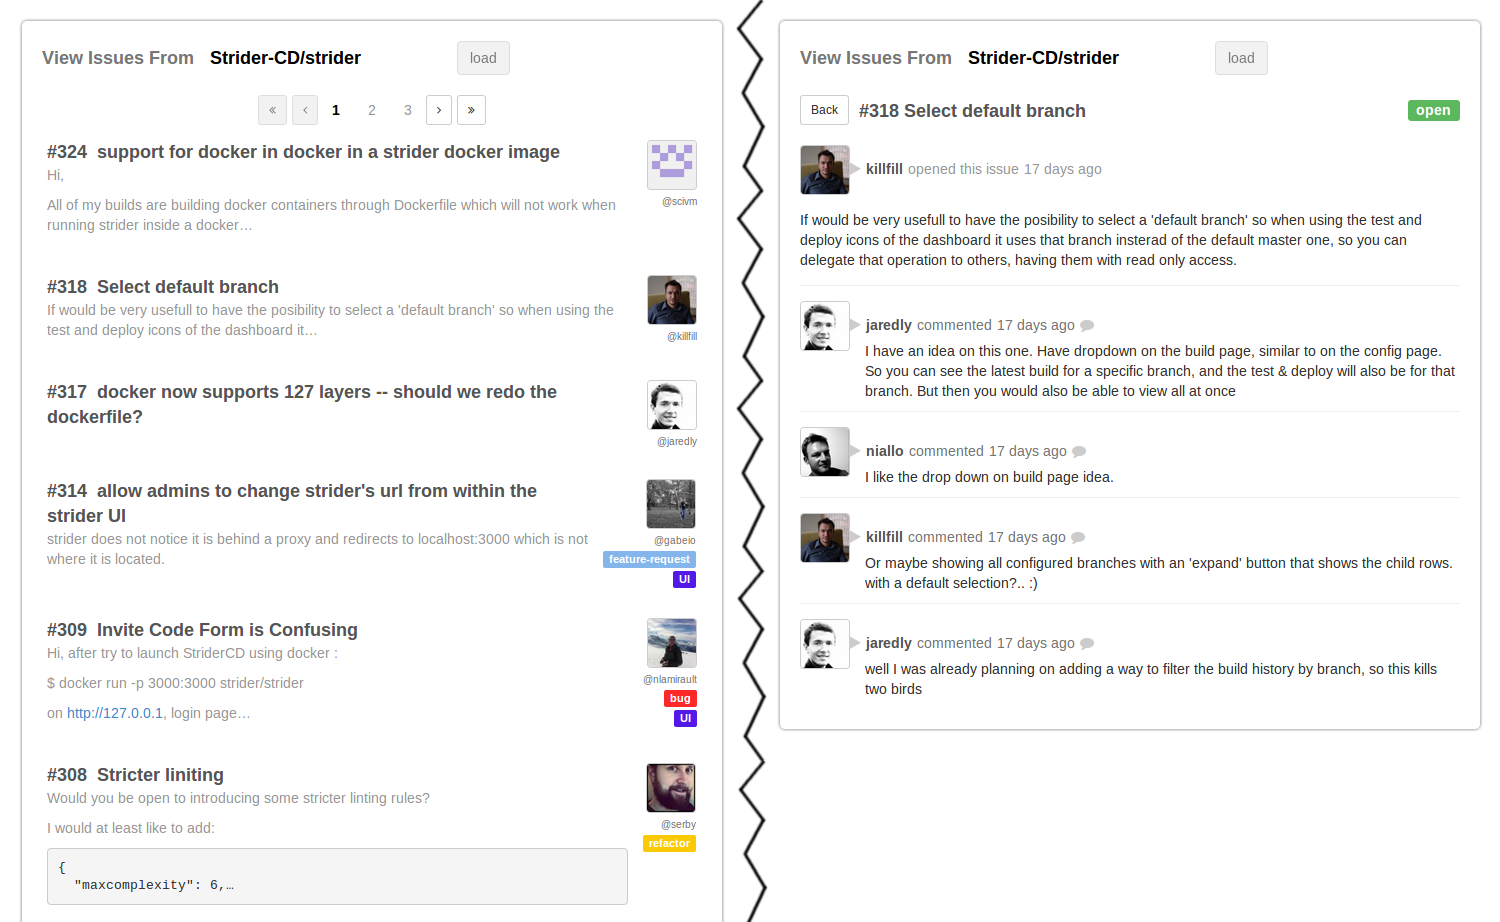 View Issues From Strider-CD/strider load
« ‹ 1 2 3 › »
#324 support for docker in docker in a strider docker image
Hi,
All of my builds are building docker containers through Dockerfile which will not work when
running strider inside a docker…
@scivm
#318 Select default branch
If would be very usefull to have the posibility to select a 'default branch' so when using the
test and deploy icons of the dashboard it…
@killfill
#317 docker now supports 127 layers -- should we redo the
dockerfile?
@jaredly
#314 allow admins to change strider's url from within the
strider UI
strider does not notice it is behind a proxy and redirects to localhost:3000 which is not
where it is located.
@gabeio
feature-request
UI
#309 Invite Code Form is Confusing
Hi, after try to launch StriderCD using docker :
$ docker run -p 3000:3000 strider/strider
on http://127.0.0.1, login page…
@nlamirault
bug
UI
#308 Stricter liniting
Would you be open to introducing some stricter linting rules?
I would at least like to add:
@serby
refactor
{
"maxcomplexity": 6,…
View Issues From Strider-CD/strider load
Back #318 Select default branch open
killfill opened this issue 17 days ago
If would be very usefull to have the posibility to select a 'default branch' so when using the test and
deploy icons of the dashboard it uses that branch insterad of the default master one, so you can
delegate that operation to others, having them with read only access.
jaredly commented 17 days ago
I have an idea on this one. Have dropdown on the build page, similar to on the config page.
So you can see the latest build for a specific branch, and the test & deploy will also be for that
branch. But then you would also be able to view all at once
niallo commented 17 days ago
I like the drop down on build page idea.
killfill commented 17 days ago
Or maybe showing all configured branches with an 'expand' button that shows the child rows.
with a default selection?.. :)
jaredly commented 17 days ago
well I was already planning on adding a way to filter the build history by branch, so this kills
two birds